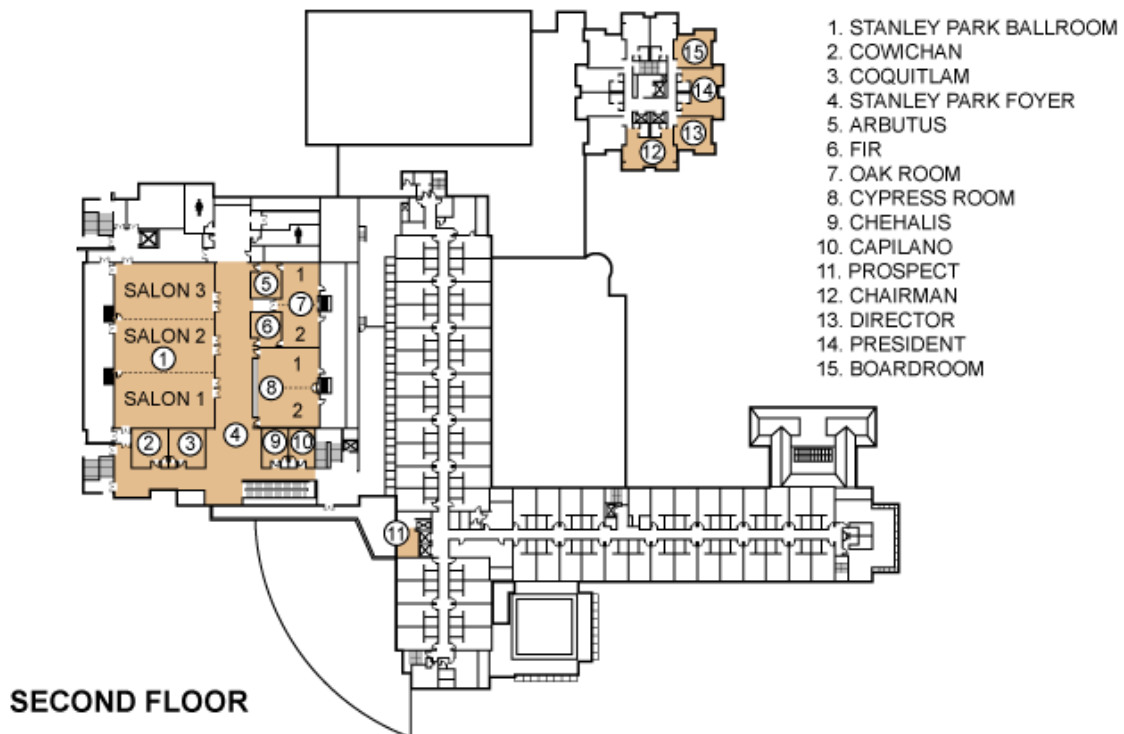 1. STANLEY PARK BALLROOM
2. COWICHAN
3. COQUITLAM
4. STANLEY PARK FOYER
5. ARBUTUS
6. FIR
7. OAK ROOM
8. CYPRESS ROOM
9. CHEHALIS
10. CAPILANO
11. PROSPECT
12. CHAIRMAN
13. DIRECTOR
14. PRESIDENT
15. BOARDROOM
15
14
13
12
SALON 3
5
1
7
SALON 2
6
2
1
1
8
SALON 1
2
2
3
4
9
10
11
SECOND FLOOR